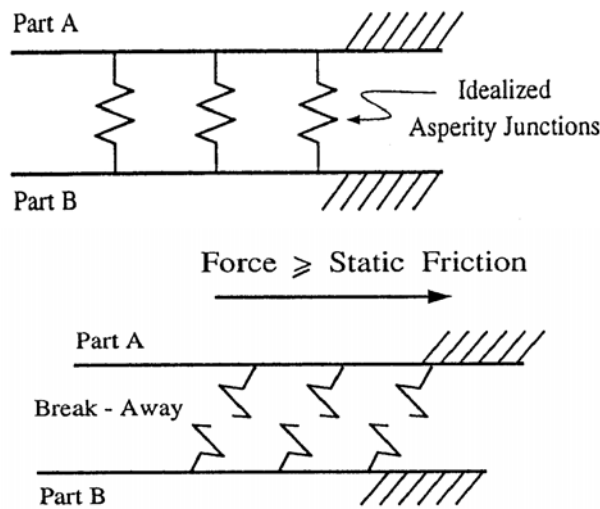 Part A
Idealized
Asperity Junctions
Part B
Force ⩾ Static Friction
Part A
Break - Away
Part B